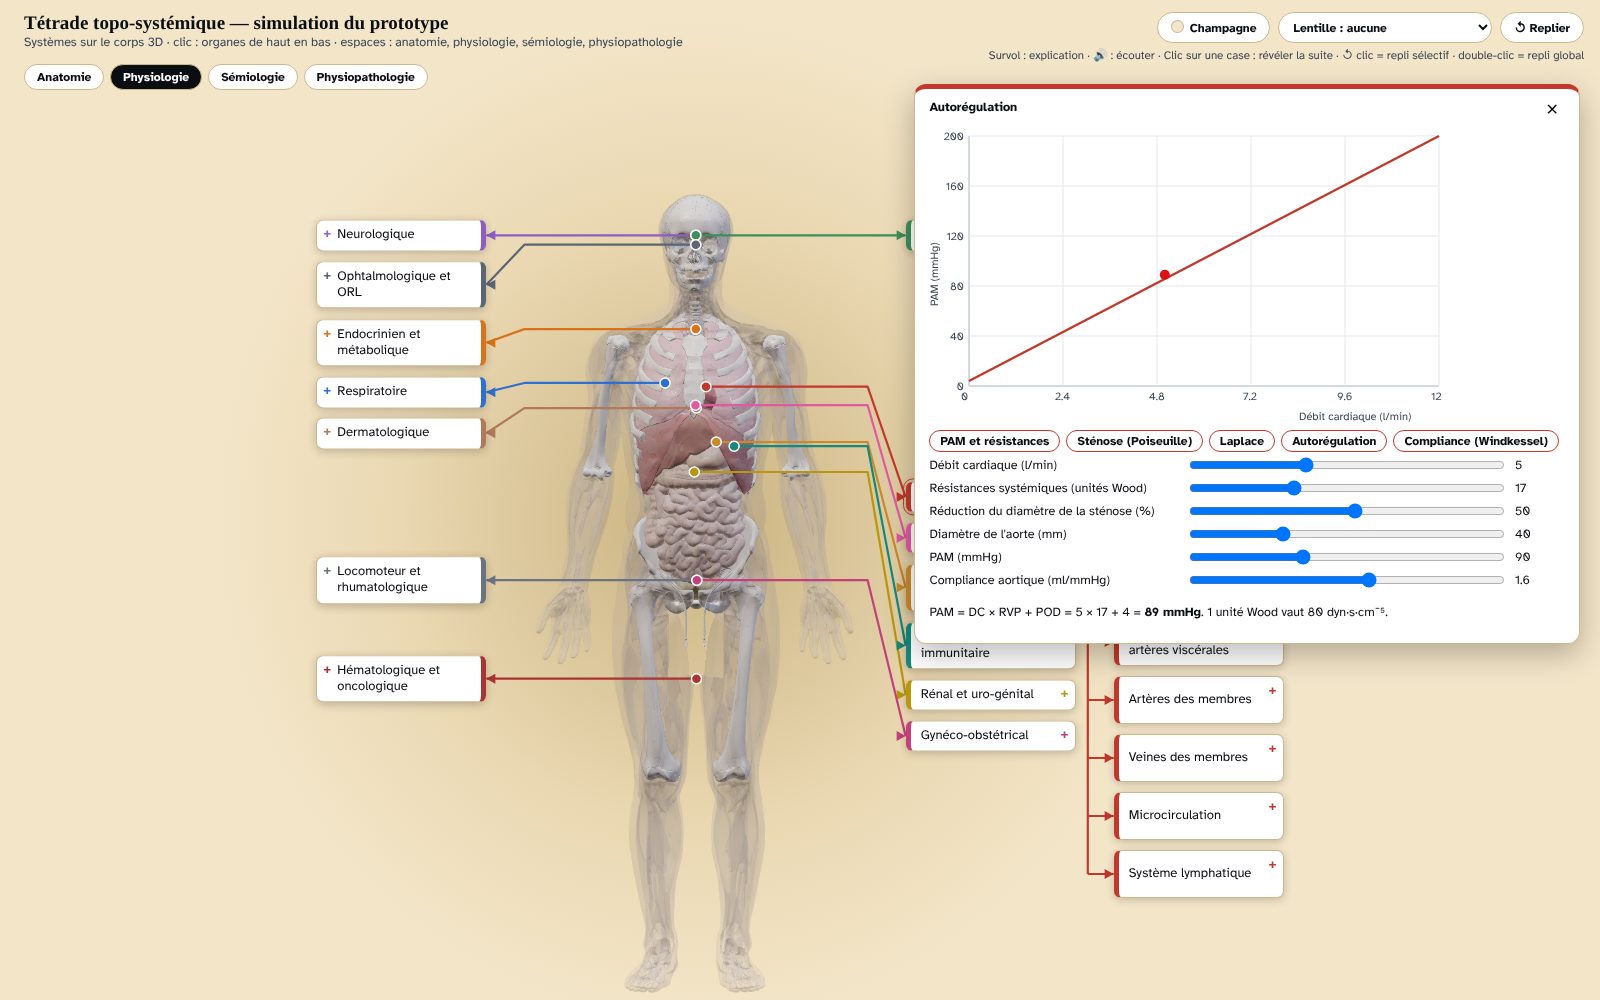 Tétrade topo-systémique — simulation du prototype
Systèmes sur le corps 3D · clic : organes de haut en bas · espaces : anatomie, physiologie, sémiologie, physiopathologie
Champagne
Lentille : aucune
↺ Replier
Survol : explication · 🔊 : écouter · Clic sur une case : révéler la suite · ↺ clic = repli sélectif · double-clic = repli global
Anatomie
Physiologie
Sémiologie
Physiopathologie
+ Neurologique
+ Ophtalmologique et
ORL
+ Endocrinien et
métabolique
+ Respiratoire
+ Dermatologique
+ Locomoteur et
rhumatologique
+ Hématologique et
oncologique
Autorégulation
✕
200
160
120
80
40
0
PAM (mmHg)
0
2.4
4.8
7.2
9.6
12
Débit cardiaque (l/min)
PAM et résistances
Sténose (Poiseuille)
Laplace
Autorégulation
Compliance (Windkessel)
Débit cardiaque (l/min) 5
Résistances systémiques (unités Wood) 17
Réduction du diamètre de la sténose (%) 50
Diamètre de l'aorte (mm) 40
PAM (mmHg) 90
Compliance aortique (ml/mmHg) 1.6
PAM = DC × RVP + POD = 5 × 17 + 4 = 89 mmHg. 1 unité Wood vaut 80 dyn·s·cm⁻⁵.
immunitaire
Rénal et uro-génital +
Gynéco-obstétrical +
artères viscérales
Artères des membres +
Veines des membres +
Microcirculation +
Système lymphatique +